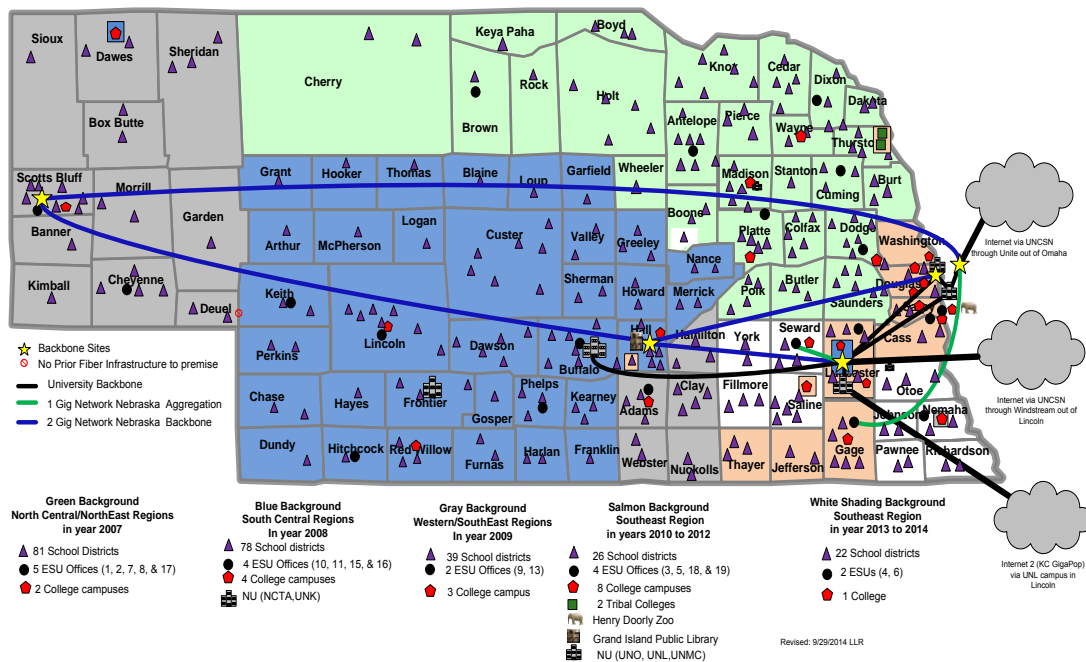 Sioux
Dawes
Sheridan
Box Butte
Cherry
Keya Paha
Boyd
Brown
Rock
Holt
Knox
Cedar
Dixon
Dakota
Antelope
Pierce
Wayne
Thurston
Scotts Bluff
Morrill
Garden
Banner
Kimball
Cheyenne
Deuel
Grant
Hooker
Thomas
Blaine
Loup
Garfield
Wheeler
Madison
Stanton
Cuming
Burt
Boone
Arthur
McPherson
Logan
Custer
Valley
Greeley
Nance
Platte
Colfax
Dodge
Washington
Keith
Sherman
Howard
Merrick
Polk
Butler
Saunders
Douglas
Perkins
Lincoln
Dawson
Buffalo
Hall
Hamilton
York
Seward
Lancaster
Cass
Otoe
Chase
Hayes
Frontier
Gosper
Phelps
Kearney
Adams
Clay
Fillmore
Saline
Johnson
Nemaha
Dundy
Hitchcock
Red Willow
Furnas
Harlan
Franklin
Webster
Nuckolls
Thayer
Jefferson
Gage
Pawnee
Richardson
Internet via UNCSN
through Unite out of Omaha
Internet via UNCSN
through Windstream out of
Lincoln
Internet 2 (KC GigaPop)
via UNL campus in
Lincoln
Backbone Sites
No Prior Fiber Infrastructure to premise
University Backbone
1 Gig Network Nebraska Aggregation
2 Gig Network Nebraska Backbone
Green Background
North Central/NorthEast Regions
in year 2007
81 School Districts
5 ESU Offices (1, 2, 7, 8, & 17)
2 College campuses
Blue Background
South Central Regions
In year 2008
78 School districts
4 ESU Offices (10, 11, 15, & 16)
4 College campuses
NU (NCTA,UNK)
Gray Background
Western/SouthEast Regions
In year 2009
39 School districts
2 ESU Offices (9, 13)
3 College campus
Salmon Background
Southeast Region
in years 2010 to 2012
26 School districts
4 ESU Offices (3, 5, 18, & 19)
8 College campuses
2 Tribal Colleges
Henry Doorly Zoo
Grand Island Public Library
NU (UNO, UNL,UNMC)
White Shading Background
Southeast Region
in year 2013 to 2014
22 School districts
2 ESUs (4, 6)
1 College
Revised: 9/29/2014 LLR